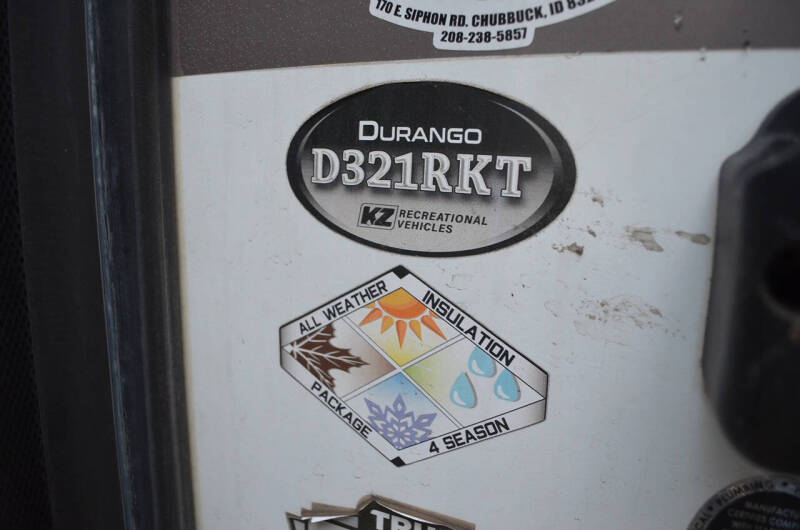 170 E. SIPHON RD. CHUBBUCK, ID
208-238-5857
DURANGO
D321RKT
KZ RECREATIONAL
VEHICLES
ALL WEATHER
INSULATION
PACKAGE
4 SEASON
PLUMBING